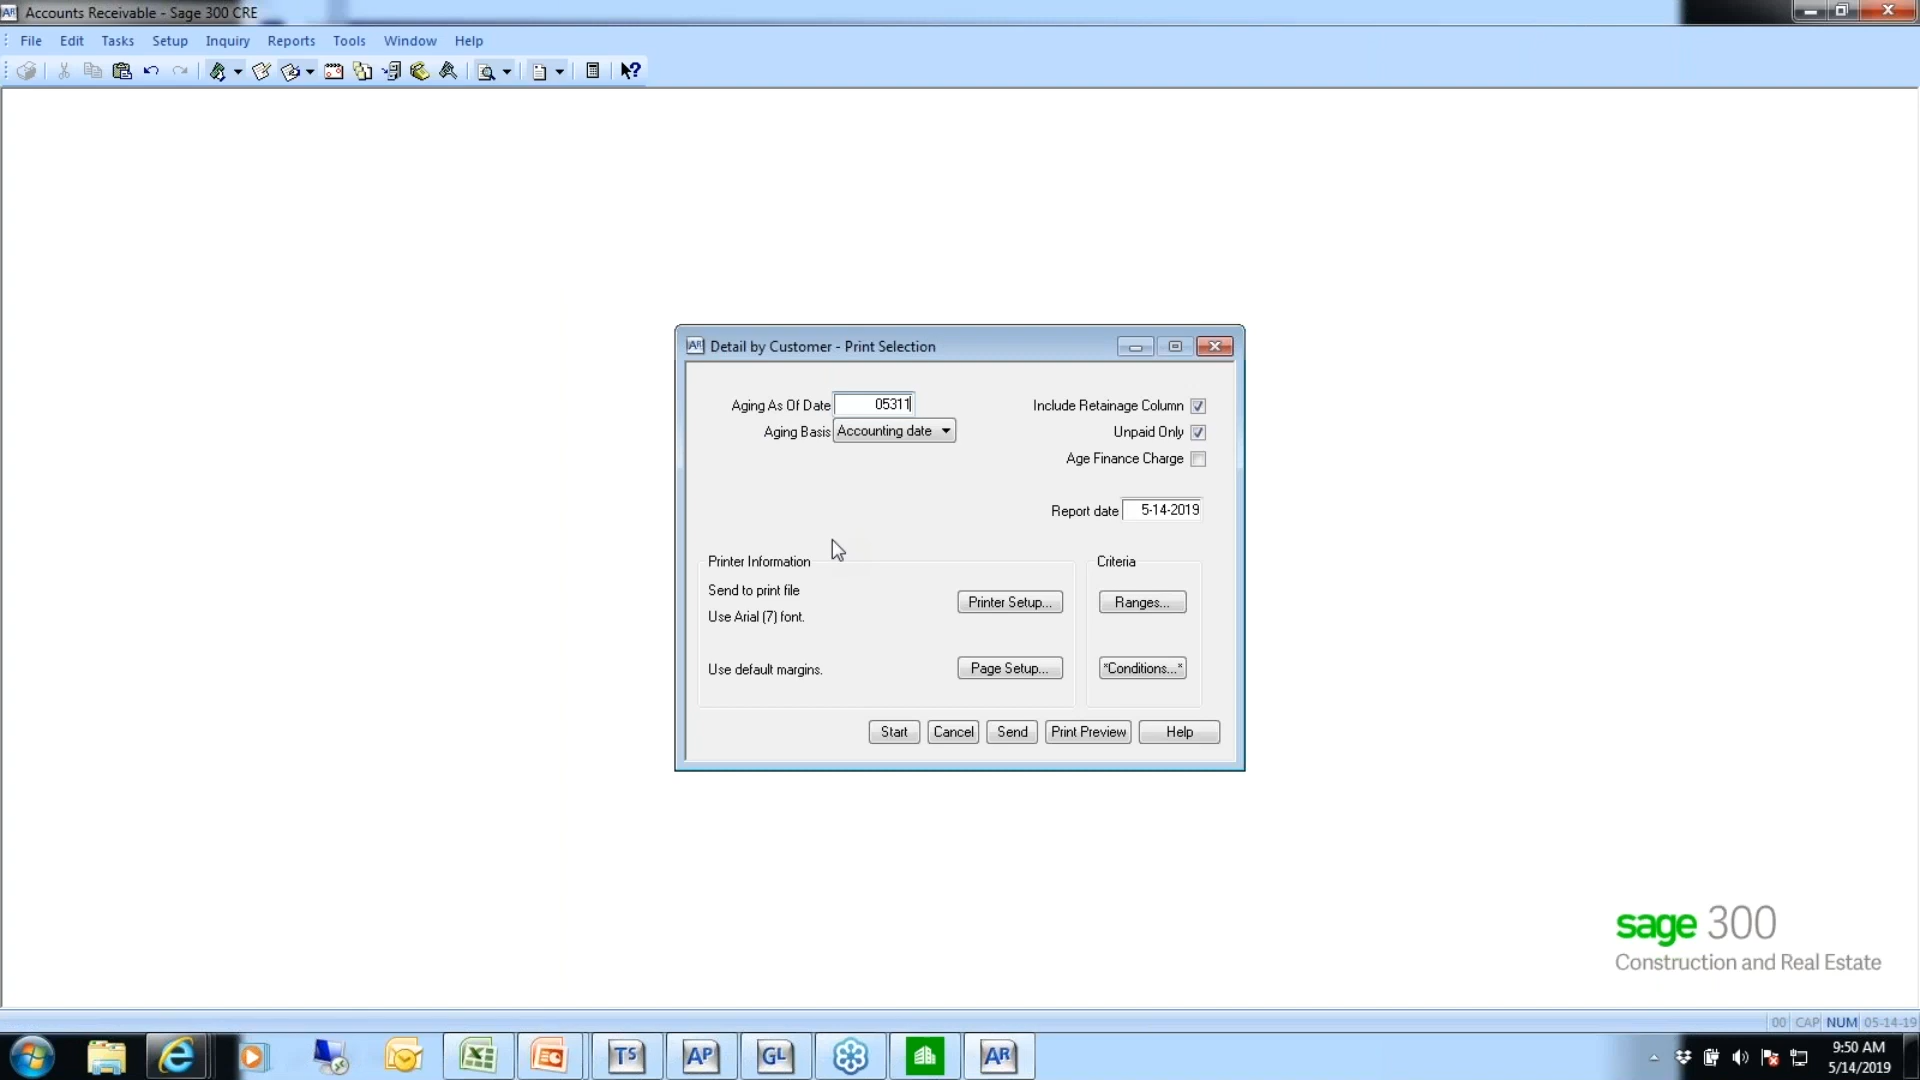 AR Accounts Receivable - Sage 300 CRE
File Edit Tasks Setup Inquiry Reports Tools Window Help
AR Detail by Customer - Print Selection
Aging As Of Date 05311
Include Retainage Column
Aging Basis Accounting date
Unpaid Only
Age Finance Charge
Report date 5-14-2019
Printer Information
Criteria
Send to print file
Printer Setup...
Ranges...
Use Arial (7) font.
Use default margins.
Page Setup...
*Conditions...*
Start Cancel Send Print Preview Help
sage 300
Construction and Real Estate
00 CAP NUM 05-14-19
TS AP GL AR
9:50 AM
5/14/2019